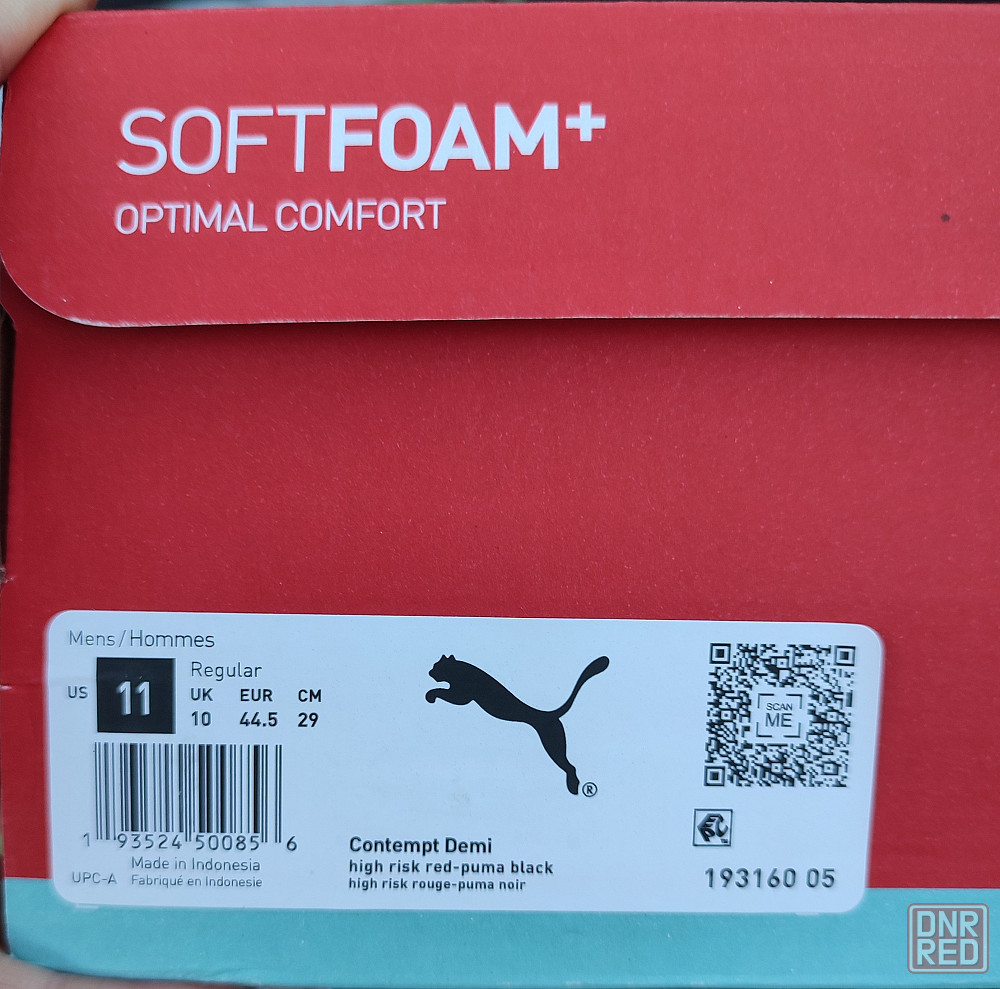 SOFTFOAM+
OPTIMAL COMFORT
Mens/Hommes
Regular
US 11
UK EUR CM
10 44.5 29
1 93524 50085 6
Made in Indonesia
UPC-A Fabriqué en Indonesie
®
Contempt Demi
high risk red-puma black
high risk rouge-puma noir
SCAN
ME
193160 05
DNR
RED